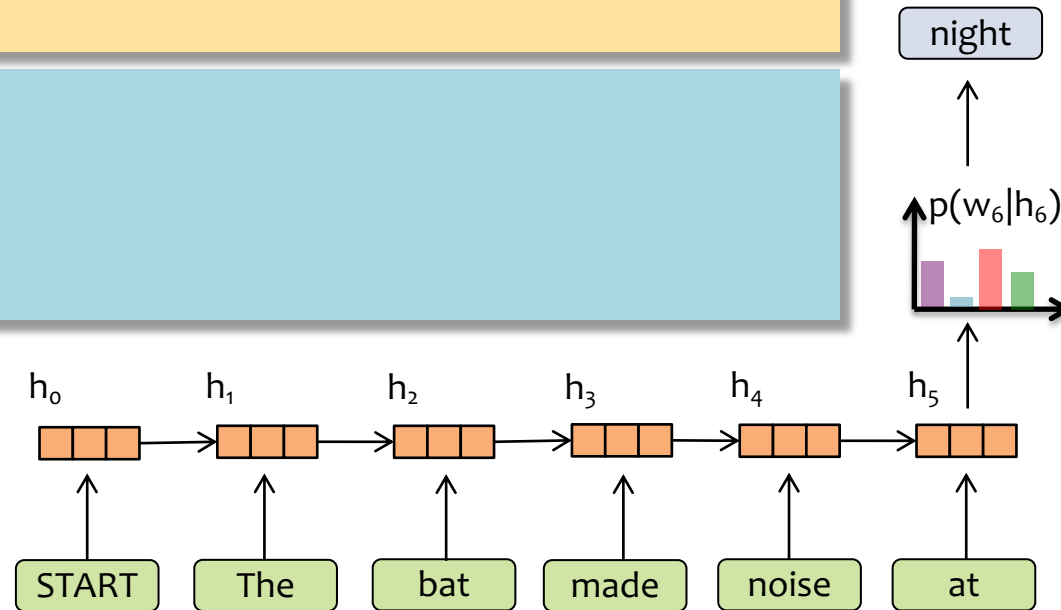 night
p(w₆|h₆)
h₀ h₁ h₂ h₃ h₄ h₅
START The bat made noise at